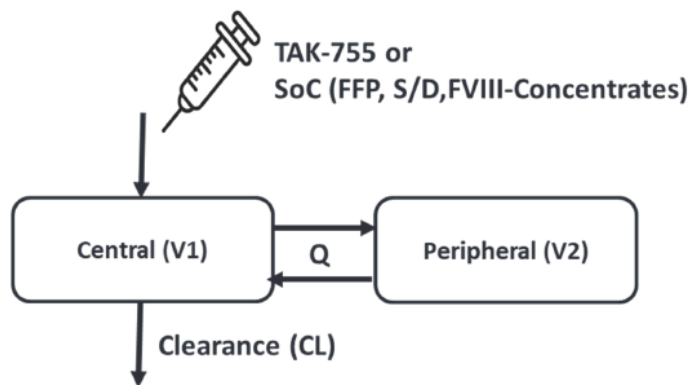 TAK-755 or
SoC (FFP, S/D,FVIII-Concentrates)
Central (V1)
Q
Peripheral (V2)
Clearance (CL)